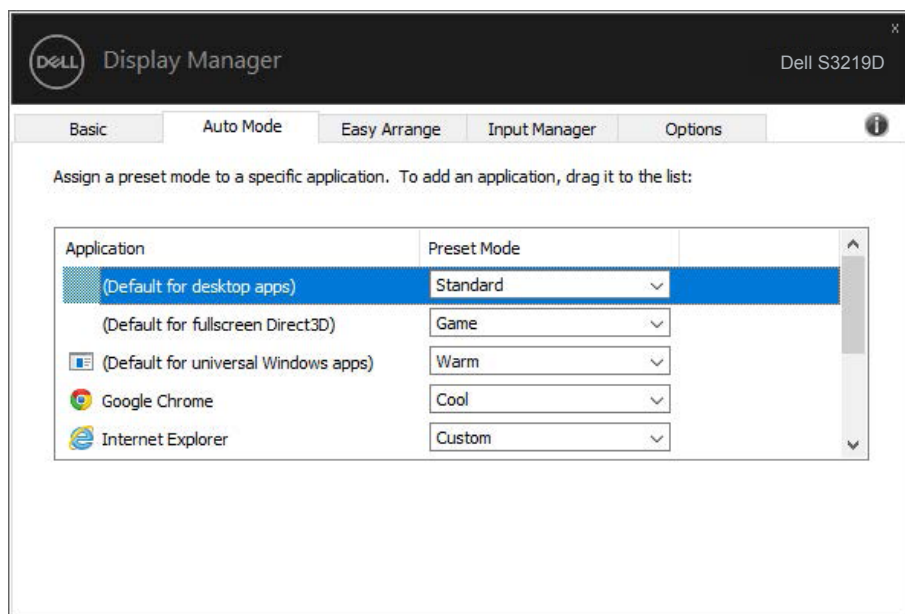 x
DELL Display Manager Dell S3219D
Basic Auto Mode Easy Arrange Input Manager Options i
Assign a preset mode to a specific application. To add an application, drag it to the list:
Application Preset Mode
(Default for desktop apps) Standard
(Default for fullscreen Direct3D) Game
(Default for universal Windows apps) Warm
Google Chrome Cool
Internet Explorer Custom